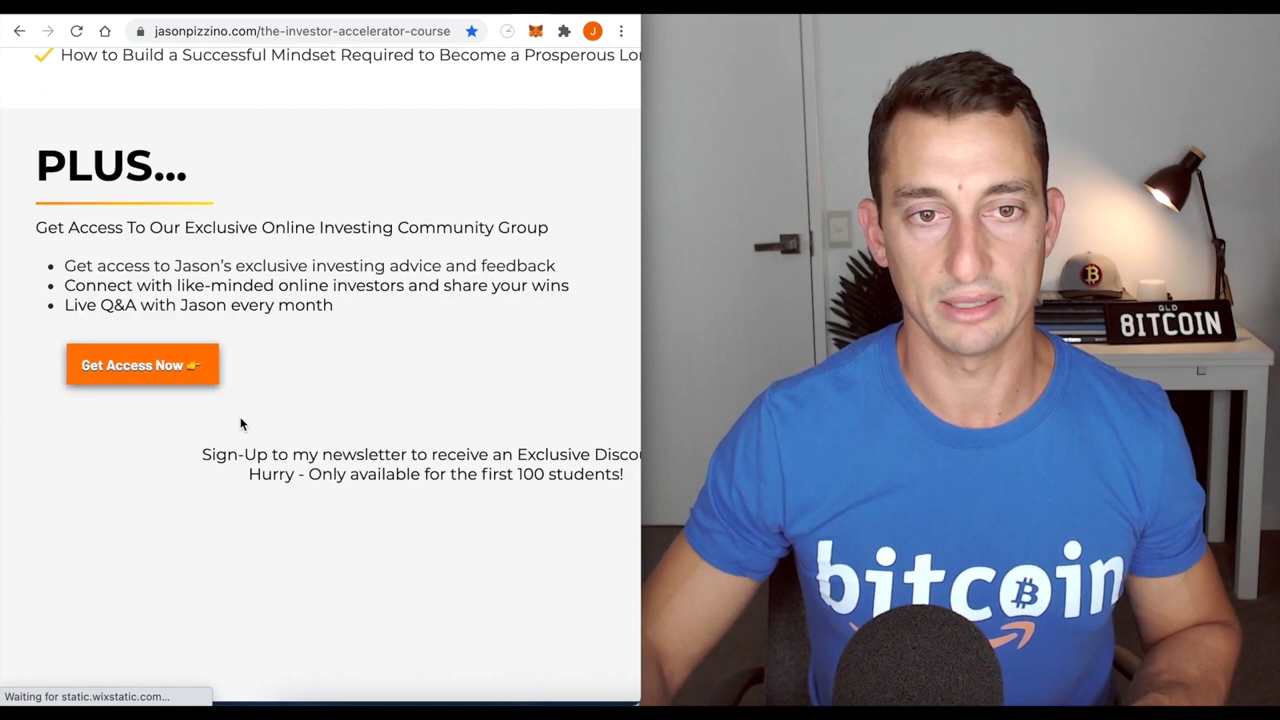 jasonpizzino.com/the-investor-accelerator-course
J
How to Build a Successful Mindset Required to Become a Prosperous Lo
PLUS...
Get Access To Our Exclusive Online Investing Community Group
Get access to Jason's exclusive investing advice and feedback
Connect with like-minded online investors and share your wins
Live Q&A with Jason every month
Get Access Now
Sign-Up to my newsletter to receive an Exclusive Disco
Hurry - Only available for the first 100 students!
Waiting for static.wixstatic.com...
QLD
8ITCOIN
bitcoin